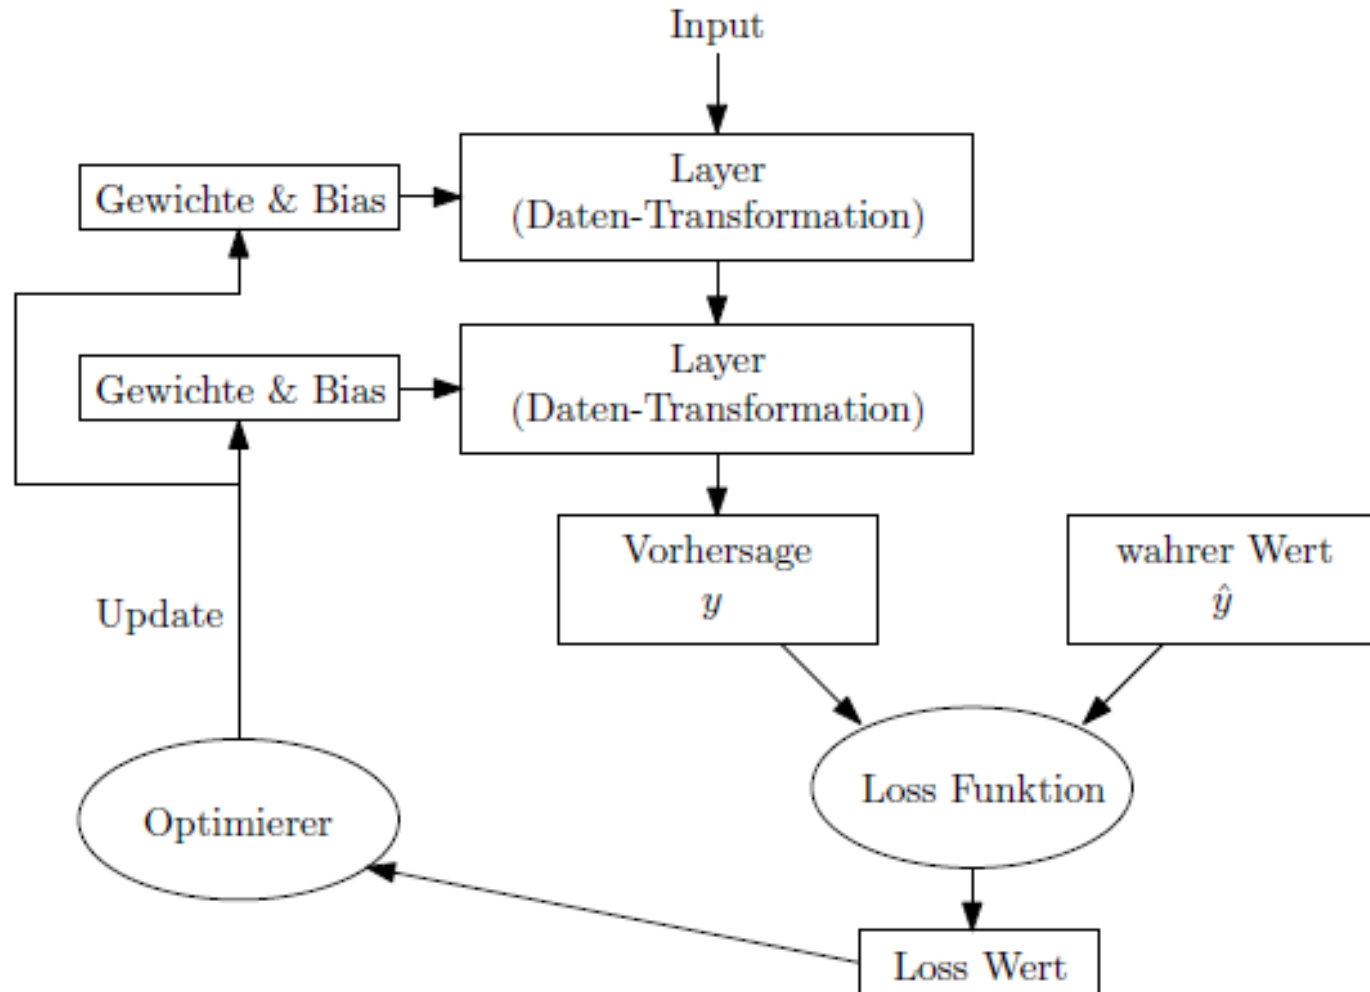 Input
Layer
(Daten-Transformation)
Gewichte & Bias
Layer
(Daten-Transformation)
Gewichte & Bias
Vorhersage
y
wahrer Wert
ŷ
Update
Loss Funktion
Optimierer
Loss Wert